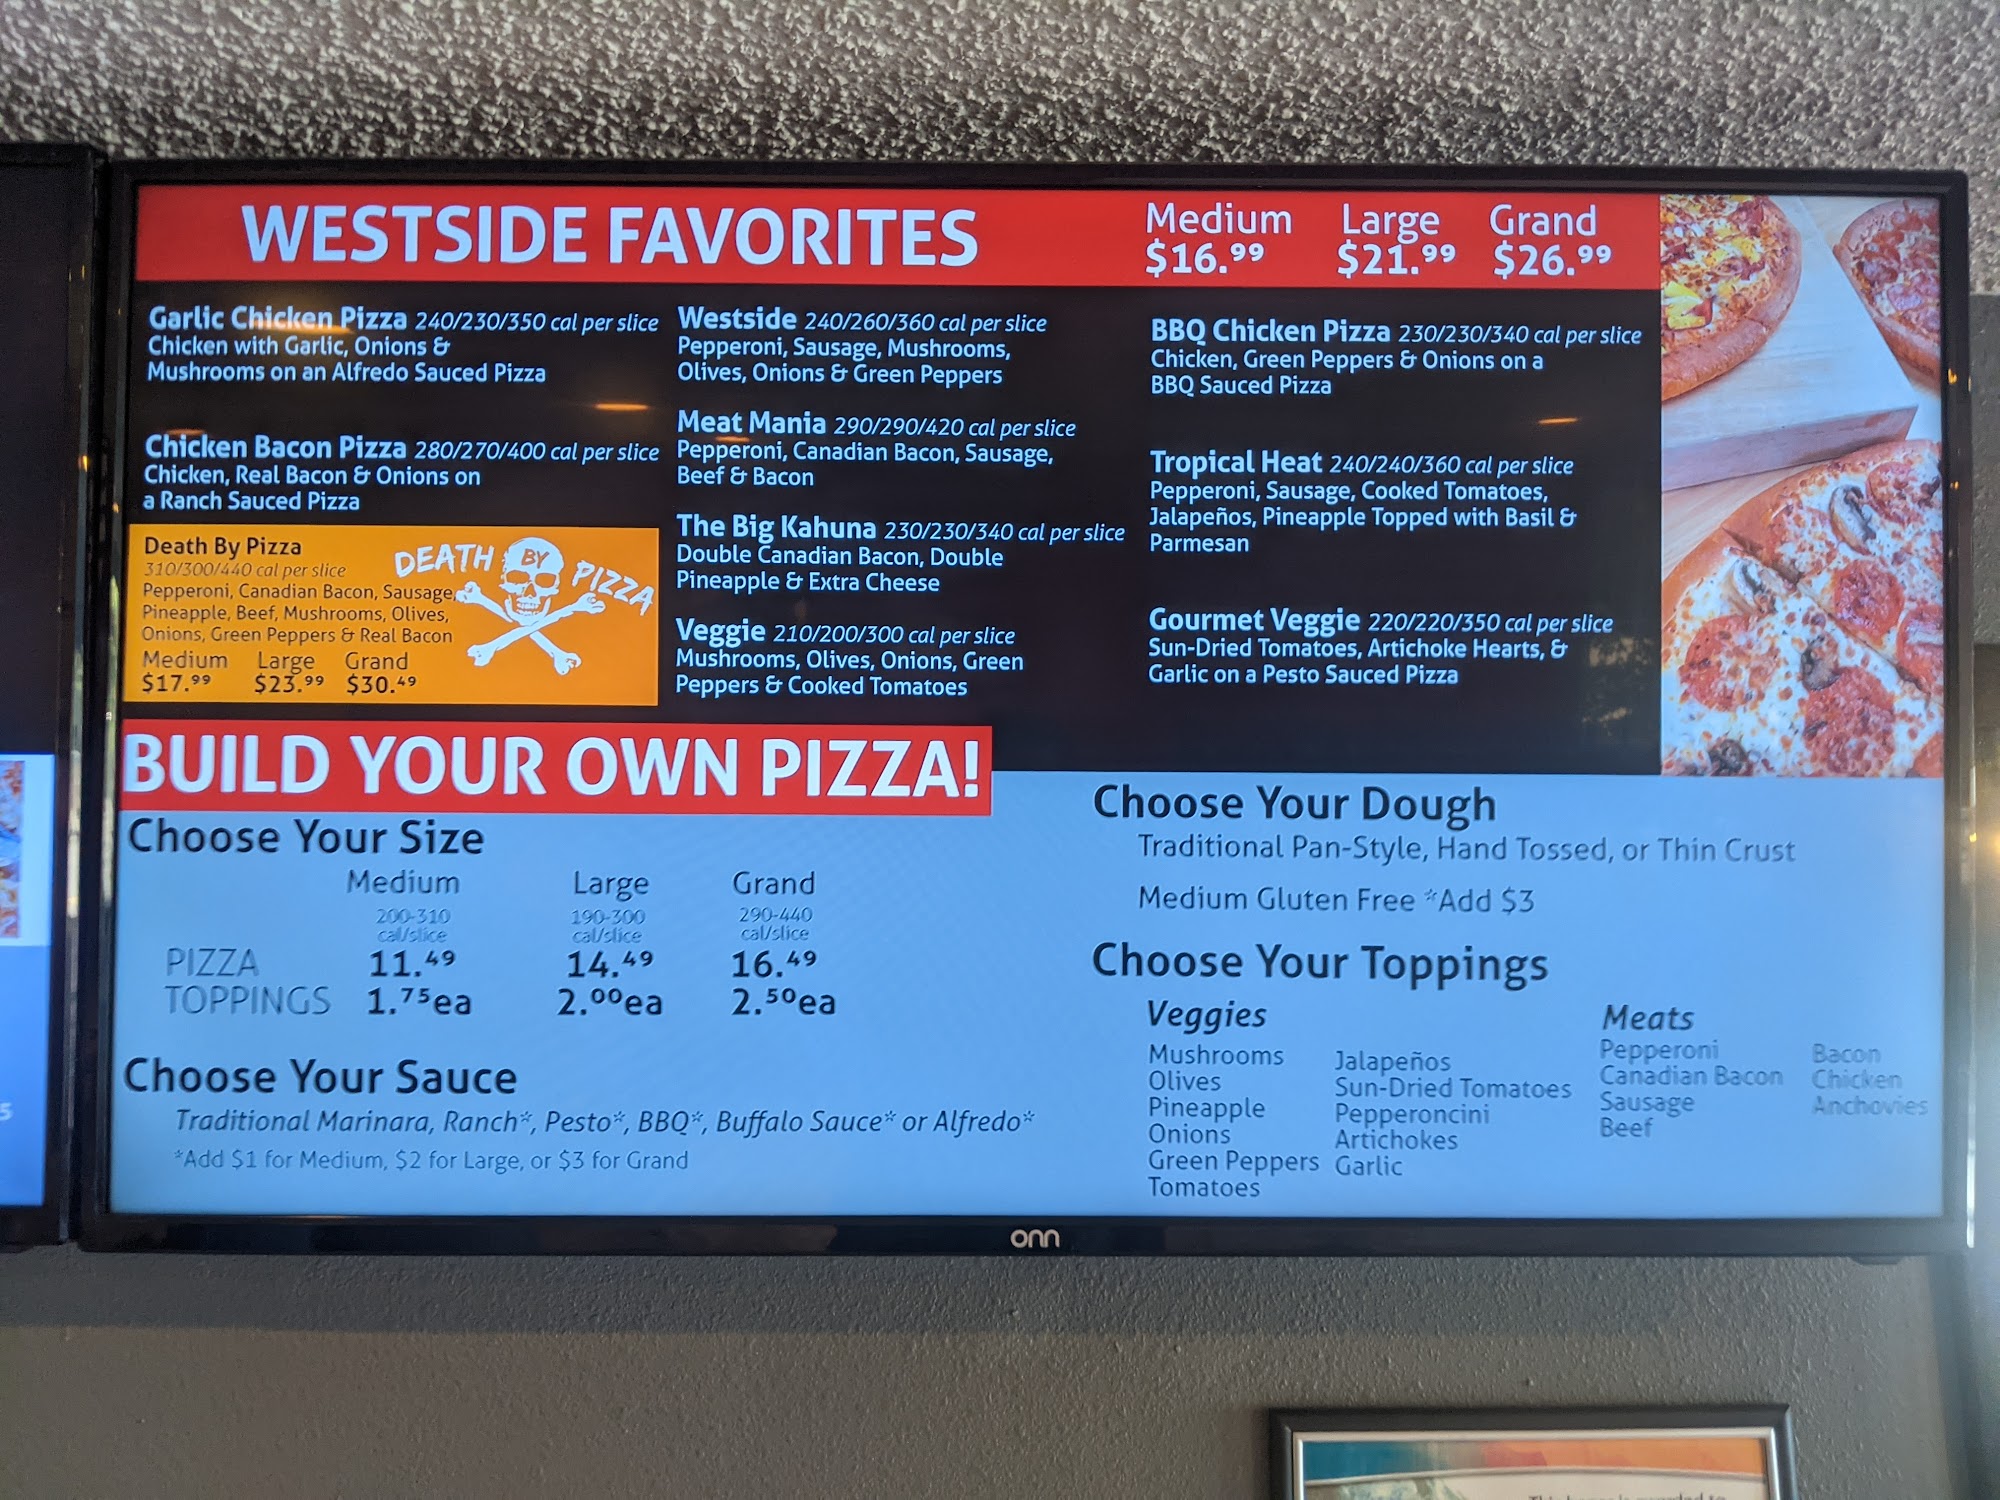 WESTSIDE FAVORITES
Medium Large Grand
$16.99 $21.99 $26.99
Garlic Chicken Pizza 240/230/350 cal per slice
Chicken with Garlic, Onions &
Mushrooms on an Alfredo Sauced Pizza
Chicken Bacon Pizza 280/270/400 cal per slice
Chicken, Real Bacon & Onions on
a Ranch Sauced Pizza
Death By Pizza
310/300/440 cal per slice
Pepperoni, Canadian Bacon, Sausage,
Pineapple, Beef, Mushrooms, Olives,
Onions, Green Peppers & Real Bacon
Medium Large Grand
$17.99 $23.99 $30.49
DEATH BY PIZZA
Westside 240/260/360 cal per slice
Pepperoni, Sausage, Mushrooms,
Olives, Onions & Green Peppers
Meat Mania 290/290/420 cal per slice
Pepperoni, Canadian Bacon, Sausage,
Beef & Bacon
The Big Kahuna 230/230/340 cal per slice
Double Canadian Bacon, Double
Pineapple & Extra Cheese
Veggie 210/200/300 cal per slice
Mushrooms, Olives, Onions, Green
Peppers & Cooked Tomatoes
BBQ Chicken Pizza 230/230/340 cal per slice
Chicken, Green Peppers & Onions on a
BBQ Sauced Pizza
Tropical Heat 240/240/360 cal per slice
Pepperoni, Sausage, Cooked Tomatoes,
Jalapeños, Pineapple Topped with Basil &
Parmesan
Gourmet Veggie 220/220/350 cal per slice
Sun-Dried Tomatoes, Artichoke Hearts, &
Garlic on a Pesto Sauced Pizza
BUILD YOUR OWN PIZZA!
Choose Your Size
Medium Large Grand
200-310 190-300 290-440
cal/slice cal/slice cal/slice
PIZZA 11.49 14.49 16.49
TOPPINGS 1.75ea 2.00ea 2.50ea
Choose Your Sauce
Traditional Marinara, Ranch*, Pesto*, BBQ*, Buffalo Sauce* or Alfredo*
*Add $1 for Medium, $2 for Large, or $3 for Grand
Choose Your Dough
Traditional Pan-Style, Hand Tossed, or Thin Crust
Medium Gluten Free *Add $3
Choose Your Toppings
Veggies
Mushrooms
Olives
Pineapple
Onions
Green Peppers
Tomatoes
Jalapeños
Sun-Dried Tomatoes
Pepperoncini
Artichokes
Garlic
Meats
Pepperoni
Canadian Bacon
Sausage
Beef
Bacon
Chicken
Anchovies
5
onn